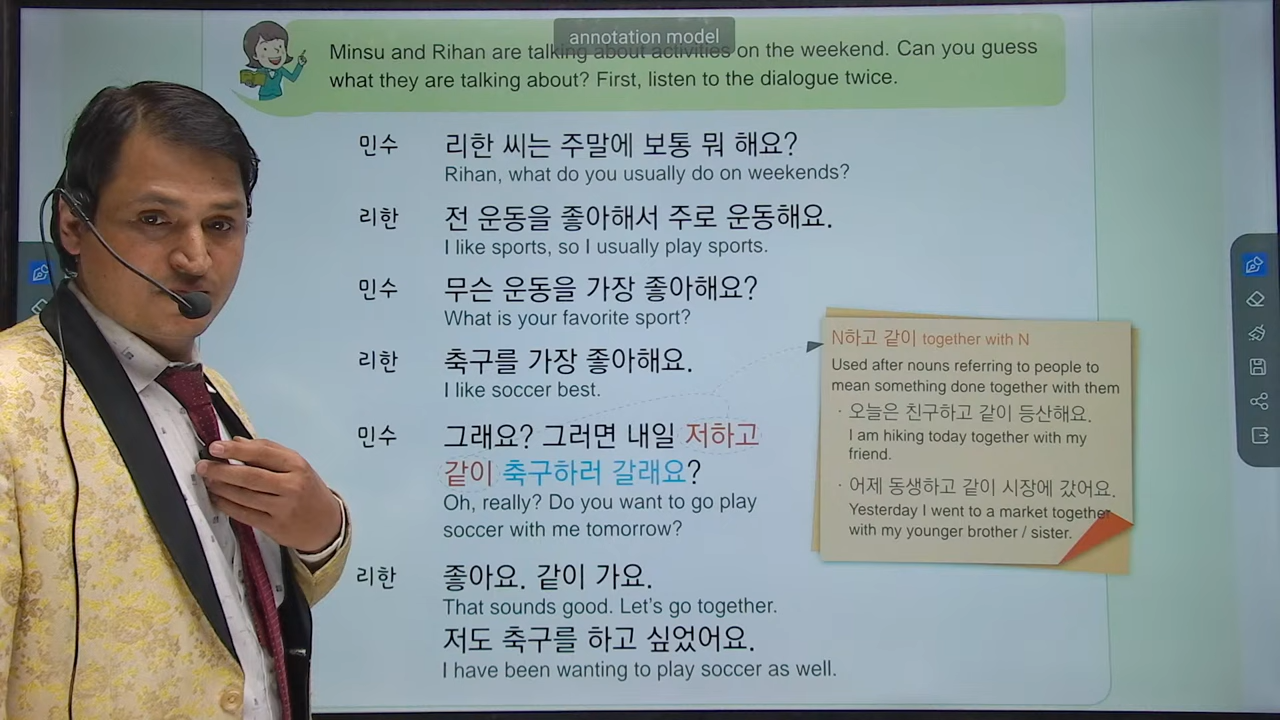 annotation model
Minsu and Rihan are talking about activities on the weekend. Can you guess
what they are talking about? First, listen to the dialogue twice.
민수 리한 씨는 주말에 보통 뭐 해요?
Rihan, what do you usually do on weekends?
리한 전 운동을 좋아해서 주로 운동해요.
I like sports, so I usually play sports.
민수 무슨 운동을 가장 좋아해요?
What is your favorite sport?
리한 축구를 가장 좋아해요.
I like soccer best.
민수 그래요? 그러면 내일 저하고
같이 축구하러 갈래요?
Oh, really? Do you want to go play
soccer with me tomorrow?
리한 좋아요. 같이 가요.
That sounds good. Let's go together.
저도 축구를 하고 싶었어요.
I have been wanting to play soccer as well.
N하고 같이 together with N
Used after nouns referring to people to
mean something done together with them
· 오늘은 친구하고 같이 등산해요.
I am hiking today together with my
friend.
· 어제 동생하고 같이 시장에 갔어요.
Yesterday I went to a market together
with my younger brother / sister.